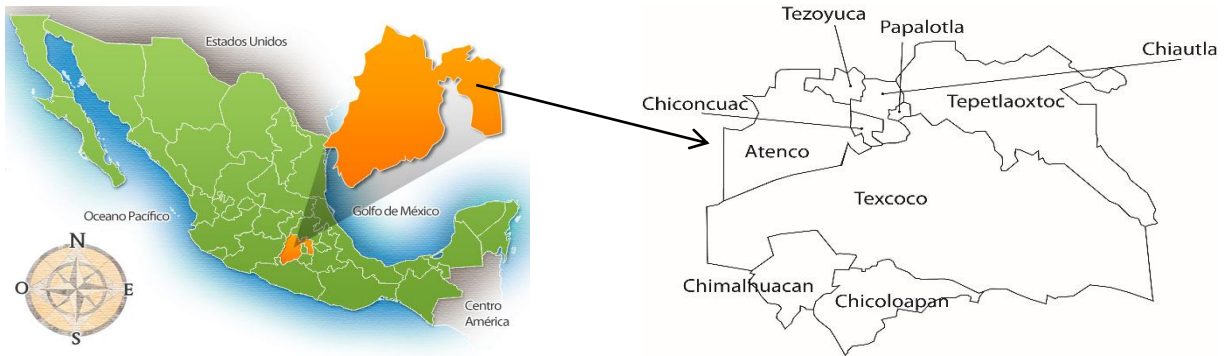 Estados Unidos
Oceano Pacífico
Golfo de México
Centro
América
N
O
E
S
Tezoyuca
Papalotla
Chiautla
Chiconcuac
Tepetlaoxtoc
Atenco
Texcoco
Chimalhuacan
Chicoloapan